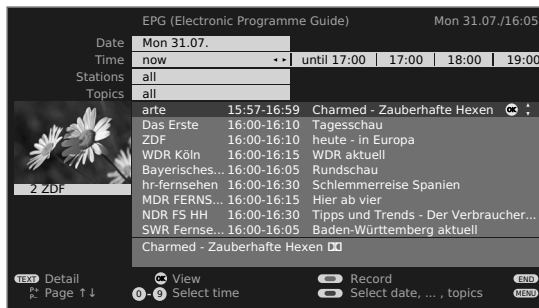 EPG (Electronic Programme Guide) Mon 31.07./16:05
Date Mon 31.07.
Time now until 17:00 17:00 18:00 19:00
Stations all
Topics all
arte 15:57-16:59 Charmed - Zauberhafte Hexen OK
Das Erste 16:00-16:10 Tagesschau
ZDF 16:00-16:10 heute - in Europa
WDR Köln 16:00-16:15 WDR aktuell
Bayerisches... 16:00-16:05 Rundschau
hr-fernsehen 16:00-16:30 Schlemmerreise Spanien
MDR FERNS... 16:00-16:15 Hier ab vier
NDR FS HH 16:00-16:30 Tipps und Trends - Der Verbraucher...
SWR Fernse... 16:00-16:05 Baden-Württemberg aktuell
2 ZDF
Charmed - Zauberhafte Hexen
TEXT Detail OK View Record END
P+ P- Page ↑↓ 0-9 Select time Select date, ... , topics MENU